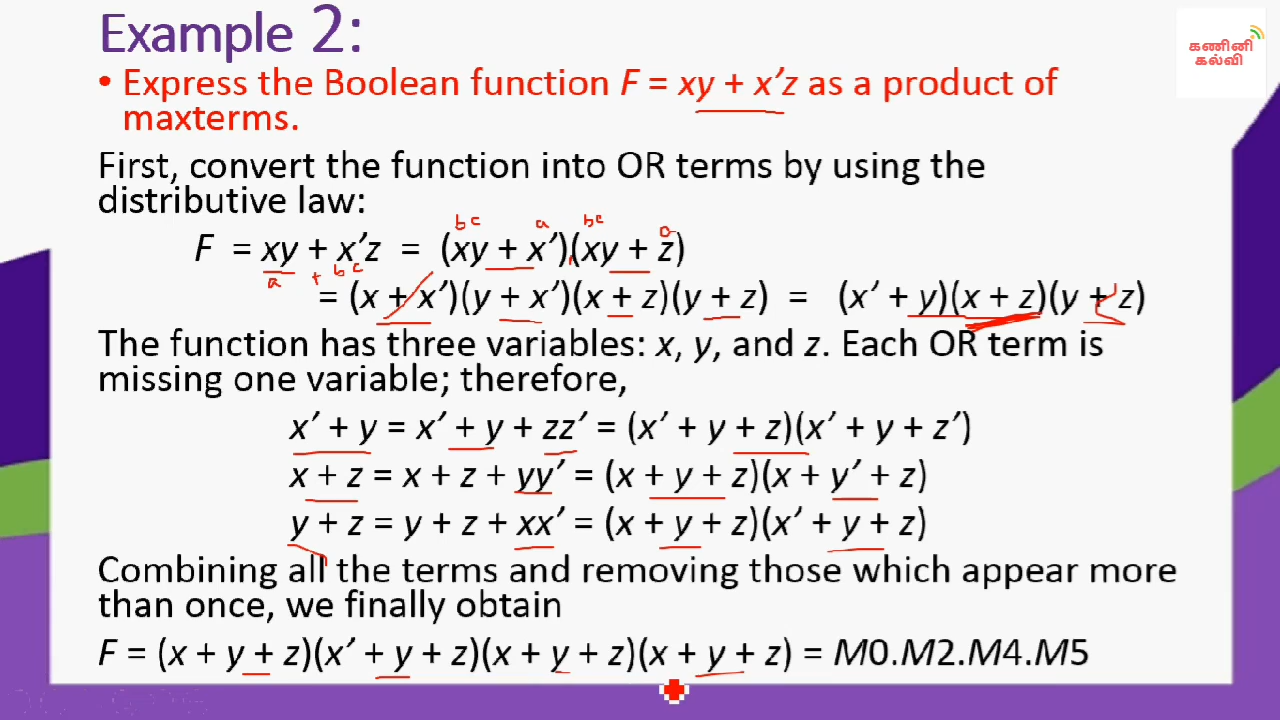 Example 2:
கணினி
கல்வி
• Express the Boolean function F = xy + x’z as a product of
maxterms.
First, convert the function into OR terms by using the
distributive law:
bc a bc a
F = xy + x’z = (xy + x’)(xy + z)
a + bc
= (x + x’)(y + x’)(x + z)(y + z) = (x’ + y)(x + z)(y + z)
The function has three variables: x, y, and z. Each OR term is
missing one variable; therefore,
x’ + y = x’ + y + zz’ = (x’ + y + z)(x’ + y + z’)
x + z = x + z + yy’ = (x + y + z)(x + y’ + z)
y + z = y + z + xx’ = (x + y + z)(x’ + y + z)
Combining all the terms and removing those which appear more
than once, we finally obtain
F = (x + y + z)(x’ + y + z)(x + y + z)(x + y + z) = M0.M2.M4.M5